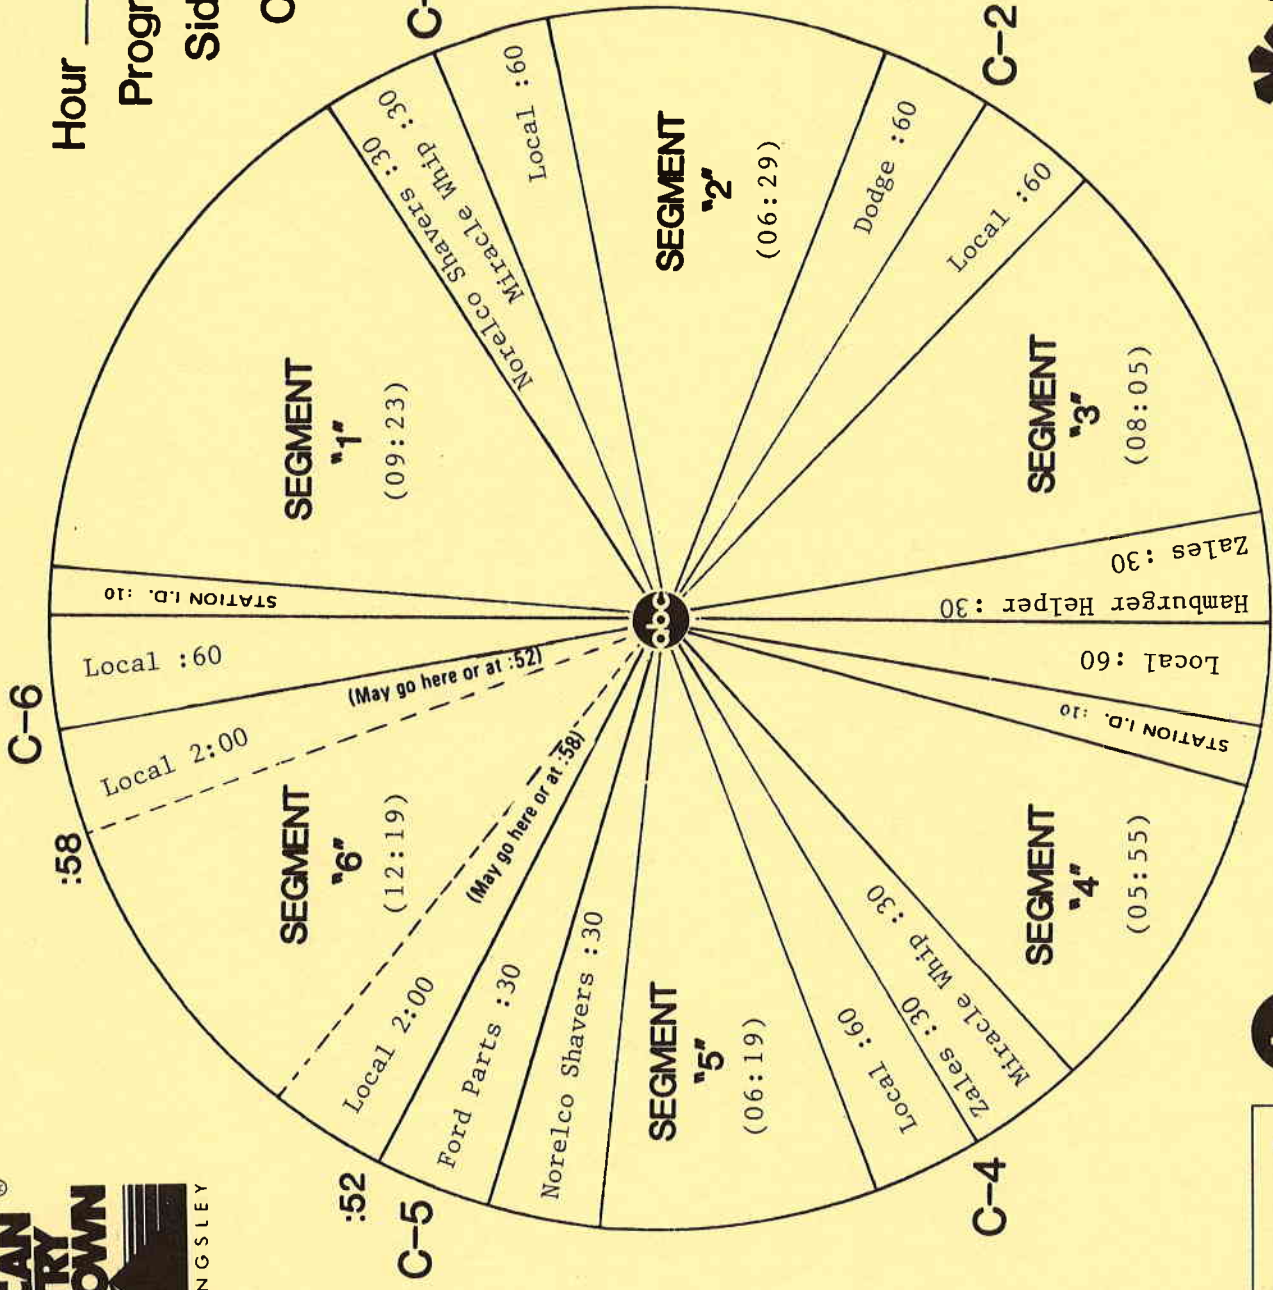 Hour
C-6
STATION I.D. :10
SEGMENT
"1"
(09:23)
Norelco Shavers :30
Miracle Whip :30
Local :60
SEGMENT
"2"
(06:29)
Dodge :60
C-2
Local :60
SEGMENT
"3"
(08:05)
Zales :30
Hamburger Helper :30
Local :60
STATION I.D. :10
SEGMENT
"4"
(05:55)
Miracle Whip :30
Zales :30
C-4
Local :60
SEGMENT
"5"
(06:19)
Norelco Shavers :30
C-5
Ford Parts :30
:52
Local 2:00
(May go here or at :58)
SEGMENT
"6"
(12:19)
:58
Local 2:00
(May go here or at :52)
Local :60
abc